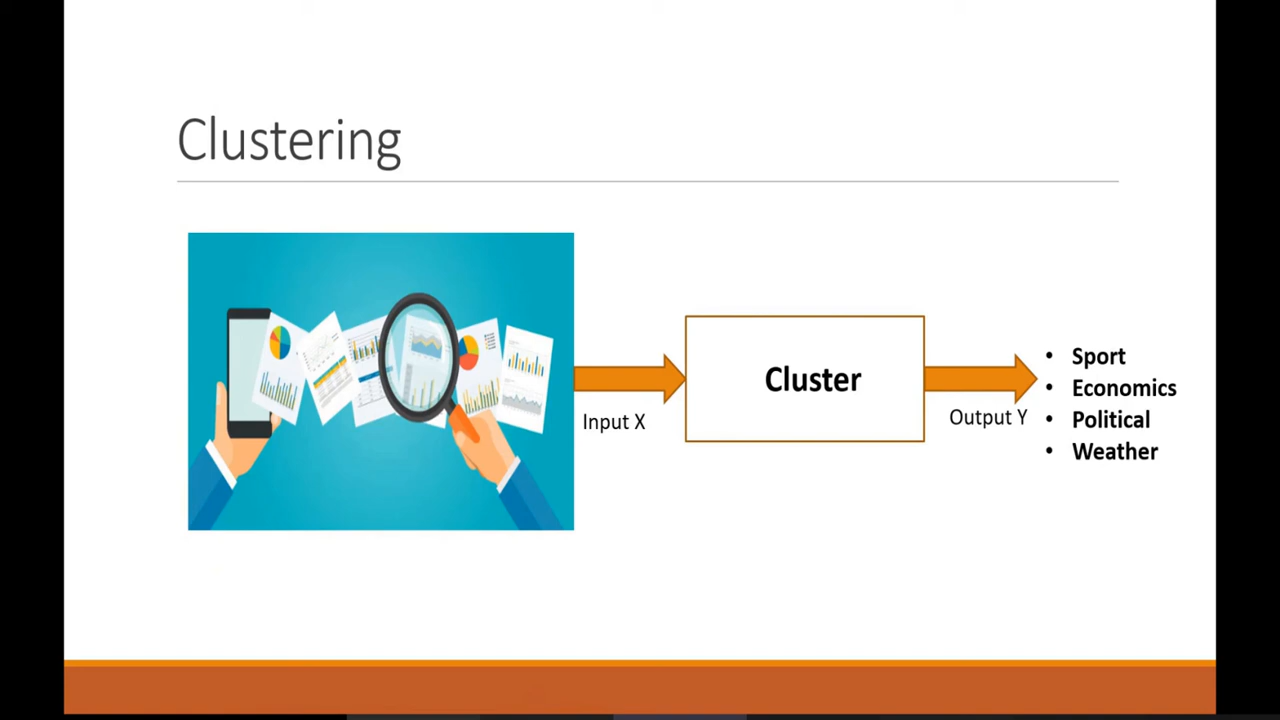 Clustering
Input X
Cluster
Output Y
• Sport
• Economics
• Political
• Weather